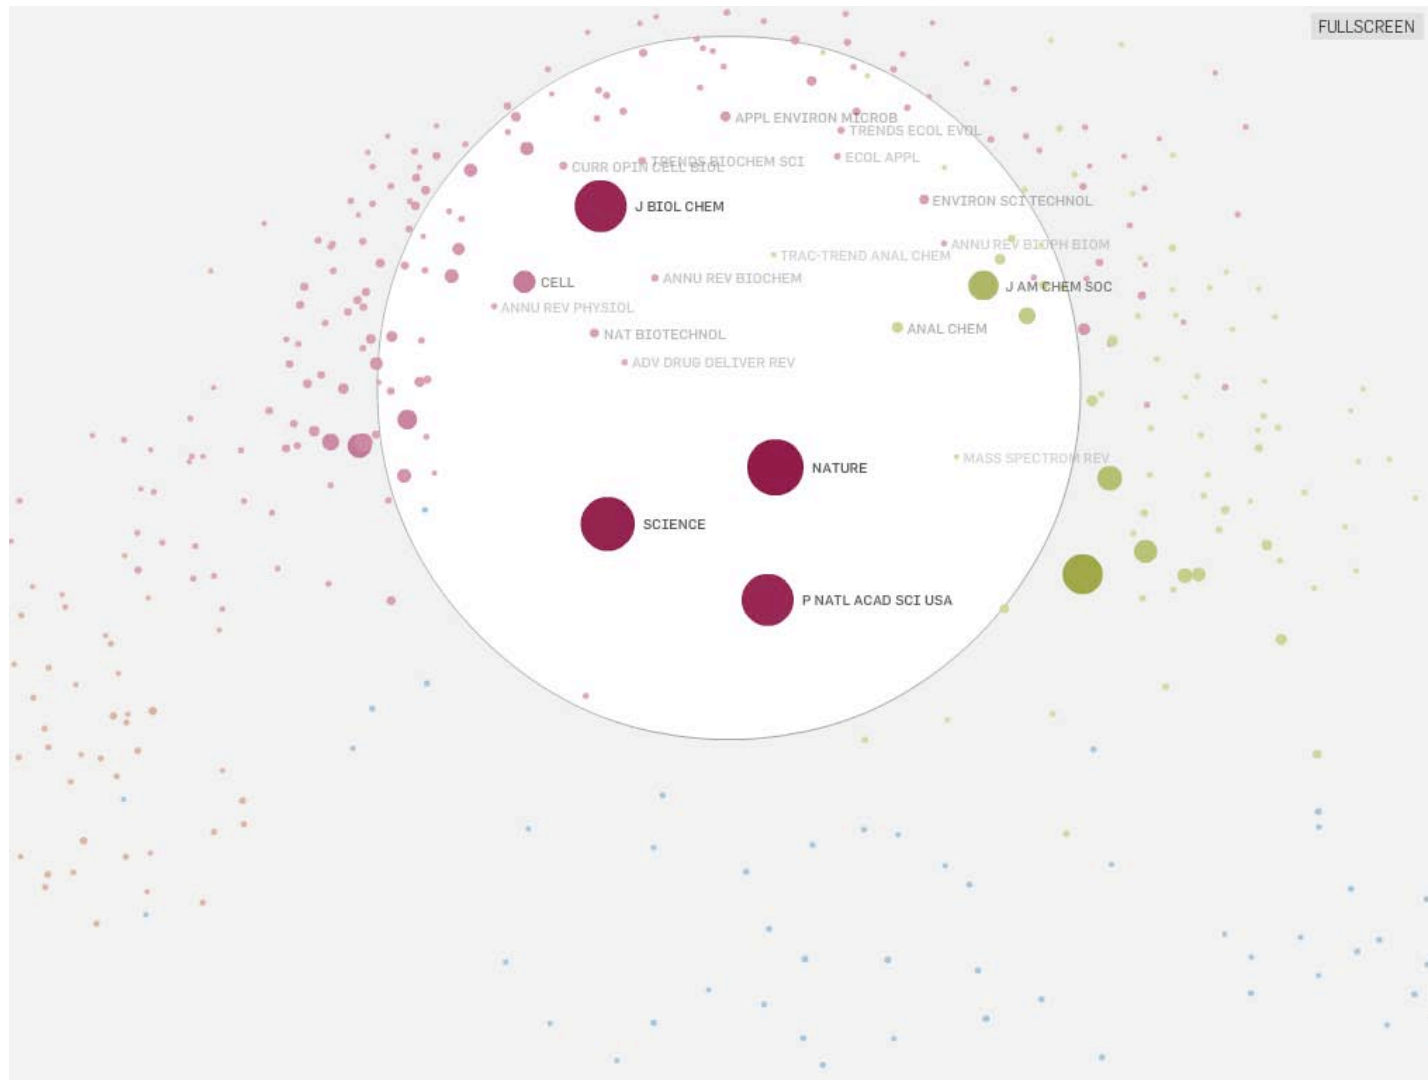 FULLSCREEN
APPL ENVIRON MICROB
TRENDS ECOL EVOL
TRENDS BIOCHEM SCI
ECOL APPL
CURR OPIN CELL BIOL
ENVIRON SCI TECHNOL
J BIOL CHEM
ANNU REV BIOPH BIOM
TRAC-TREND ANAL CHEM
ANNU REV BIOCHEM
CELL
J AM CHEM SOC
ANNU REV PHYSIOL
ANAL CHEM
NAT BIOTECHNOL
ADV DRUG DELIVER REV
MASS SPECTROM REV
NATURE
SCIENCE
P NATL ACAD SCI USA